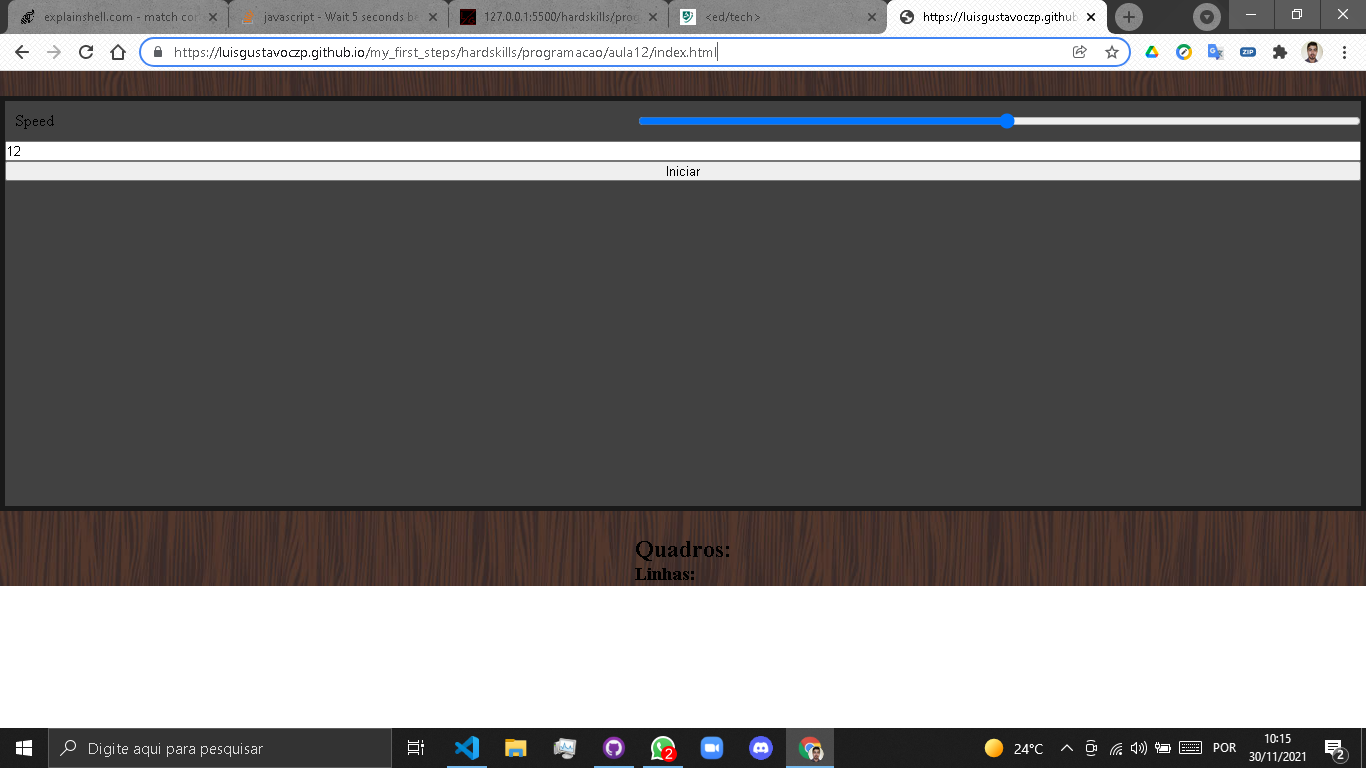 explainshell.com - match co
javascript - Wait 5 seconds be
127.0.0.1:5500/hardskills/prog
<ed/tech>
https://luisgustavoczp.github
https://luisgustavoczp.github.io/my_first_steps/hardskills/programacao/aula12/index.html
ZIP
Speed
12
Iniciar
Quadros:
Linhas:
Digite aqui para pesquisar
2
24°C
POR
10:15
30/11/2021
2